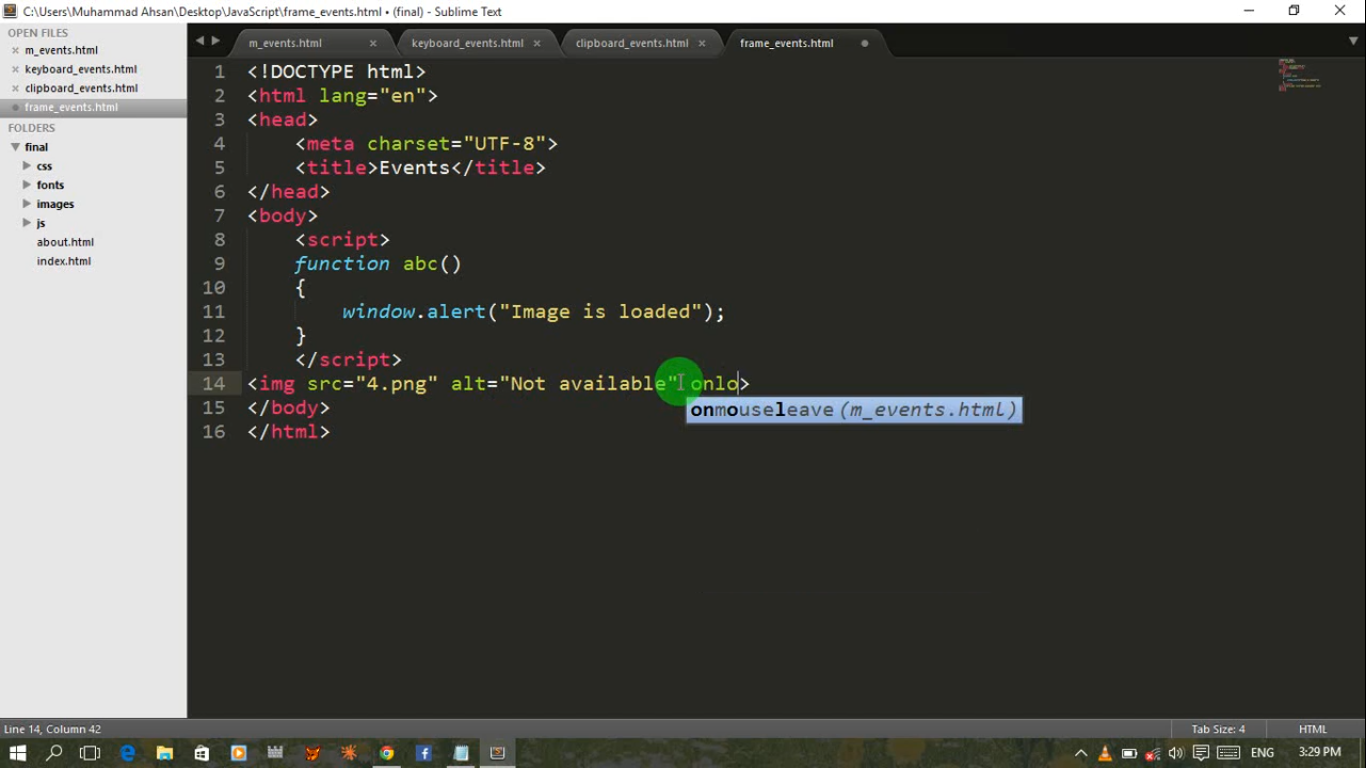 C:\Users\Muhammad Ahsan\Desktop\JavaScript\frame_events.html • (final) - Sublime Text
OPEN FILES
m_events.html
keyboard_events.html
clipboard_events.html
frame_events.html
FOLDERS
final
css
fonts
images
js
about.html
index.html
m_events.html
keyboard_events.html
clipboard_events.html
frame_events.html
1 <!DOCTYPE html>
2 <html lang="en">
3 <head>
4 <meta charset="UTF-8">
5 <title>Events</title>
6 </head>
7 <body>
8 <script>
9 function abc()
10 {
11 window.alert("Image is loaded");
12 }
13 </script>
14 <img src="4.png" alt="Not available" onlo>
onmouseleave (m_events.html)
15 </body>
16 </html>
Line 14, Column 42
Tab Size: 4
HTML
ENG
3:29 PM